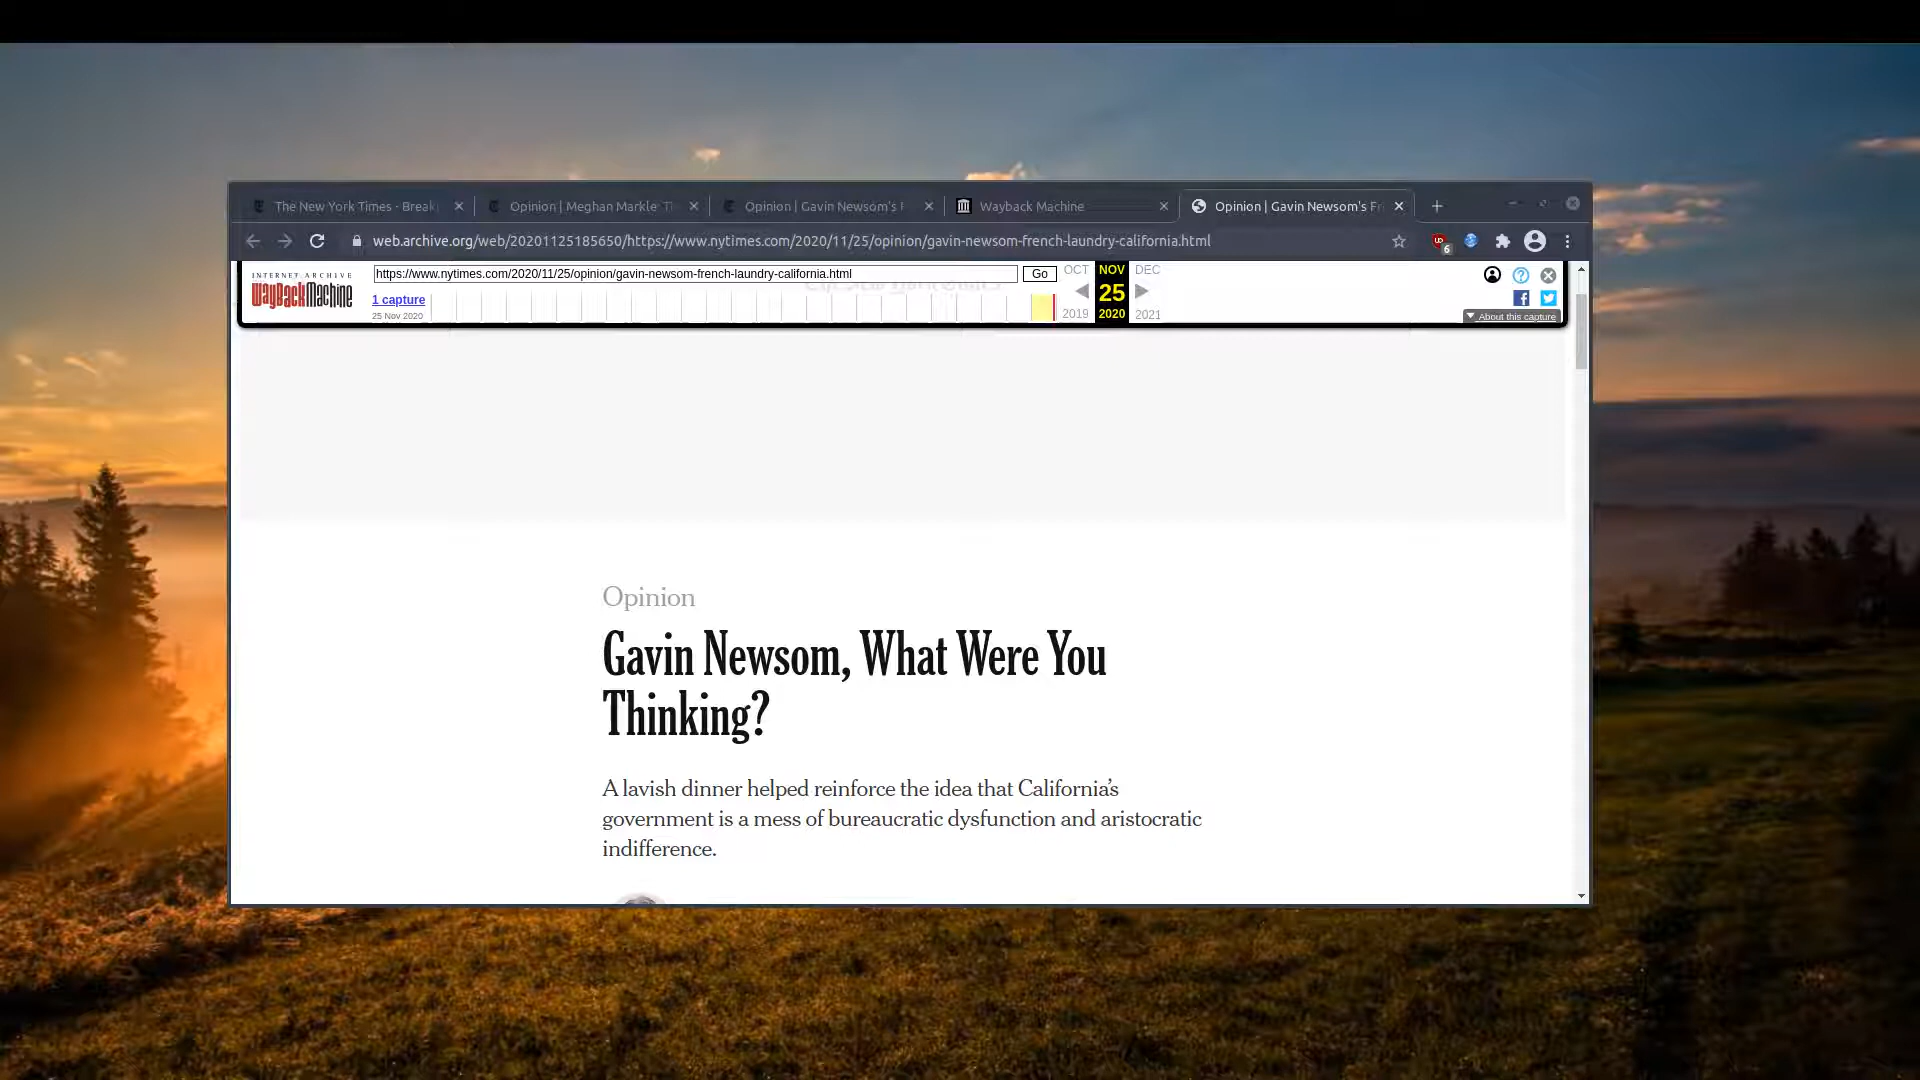 The New York Times - Break
Opinion | Meghan Markle: T
Opinion | Gavin Newsom's F
Wayback Machine
Opinion | Gavin Newsom's Fr
web.archive.org/web/20201125185650/https://www.nytimes.com/2020/11/25/opinion/gavin-newsom-french-laundry-california.html
6
INTERNET ARCHIVE
WayBackMachine
https://www.nytimes.com/2020/11/25/opinion/gavin-newsom-french-laundry-california.html
Go
OCT
NOV
DEC
1 capture
25
25 Nov 2020
2019
2020
2021
About this capture
Opinion
Gavin Newsom, What Were You
Thinking?
A lavish dinner helped reinforce the idea that California’s
government is a mess of bureaucratic dysfunction and aristocratic
indifference.